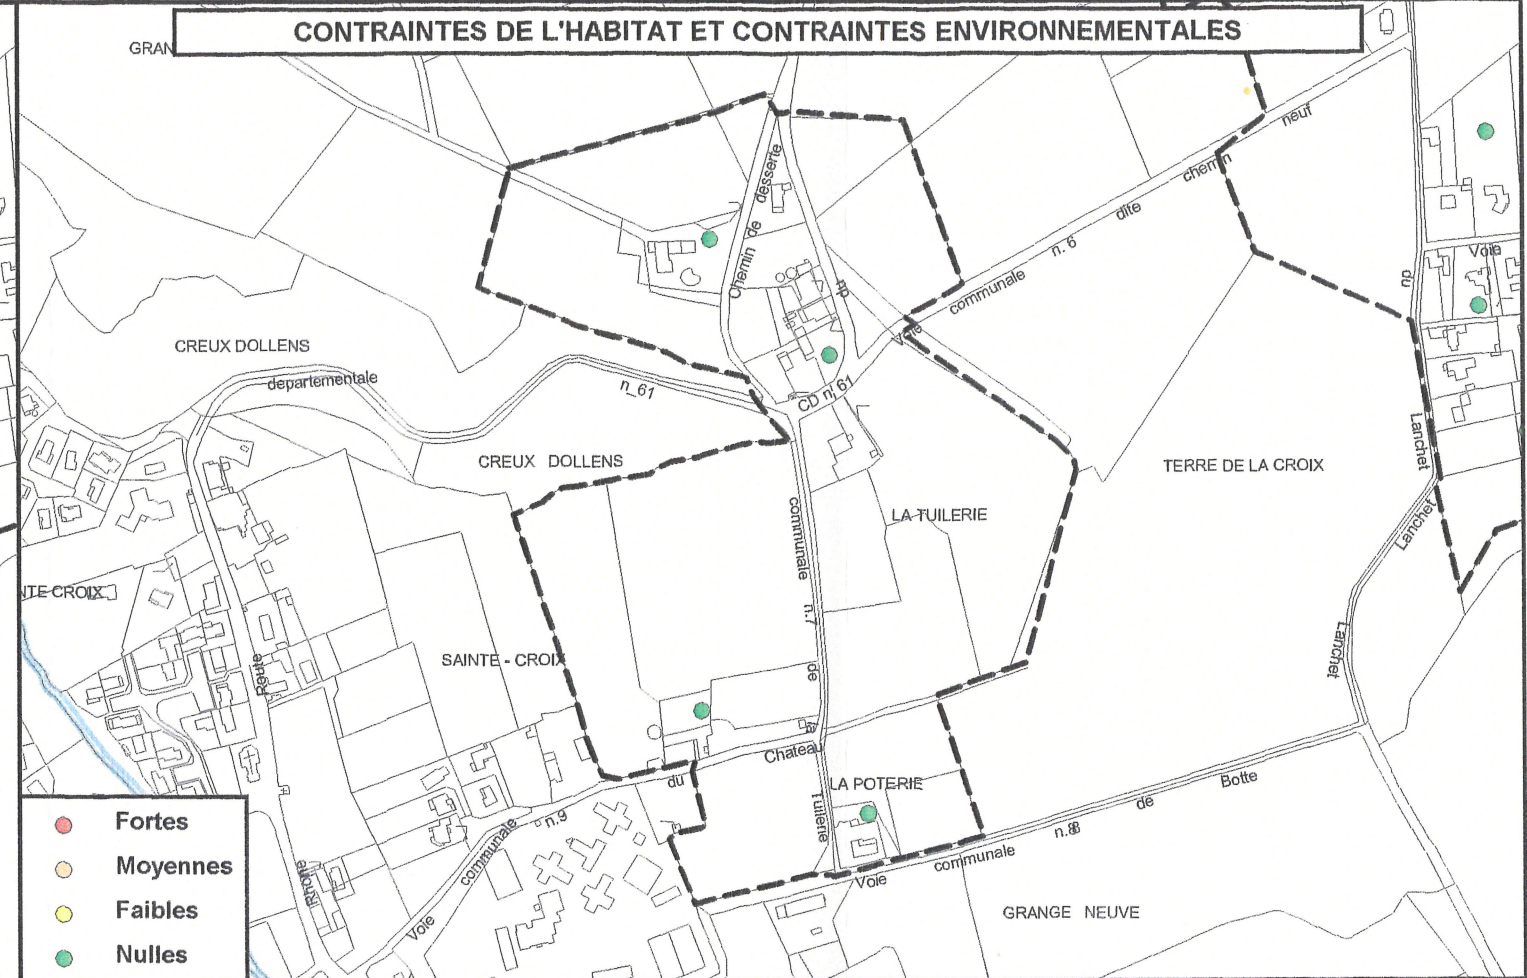 CONTRAINTES DE L'HABITAT ET CONTRAINTES ENVIRONNEMENTALES
GRAN
neuf
chemin
dite
n. 6
communale
Voie
desserte
de
Chemin
du
Voie
du
CREUX DOLLENS
departementale
n_61
CD n° 61
Lanchet
CREUX DOLLENS
TERRE DE LA CROIX
LA TUILERIE
communale
n.7
de
la
Tuilerie
Lanchet
Lanchet
NTE CROIX
SAINTE - CROIX
Route
Château
du
LA POTERIE
n.9
communale
Voie
Rhone
Botte
de
n.8
communale
Voie
GRANGE NEUVE
Fortes
Moyennes
Faibles
Nulles